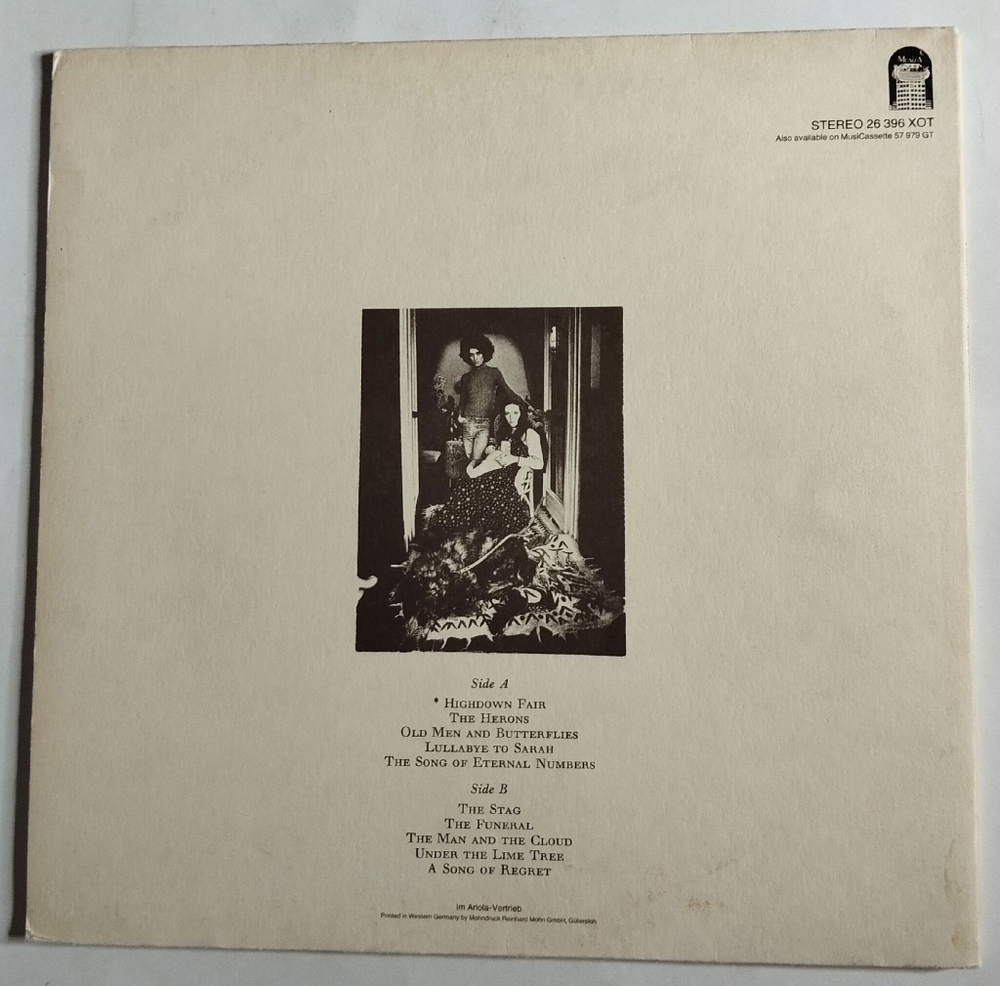 MusiZA
STEREO 26 396 XOT
Also available on MusiCassette 57 979 GT
Side A
* HIGHDOWN FAIR
THE HERONS
OLD MEN AND BUTTERFLIES
LULLABYE TO SARAH
THE SONG OF ETERNAL NUMBERS
Side B
THE STAG
THE FUNERAL
THE MAN AND THE CLOUD
UNDER THE LIME TREE
A SONG OF REGRET
Im Ariola-Vertrieb
Printed in Western Germany by Mohndruck Reinhard Mohn GmbH, Gütersloh